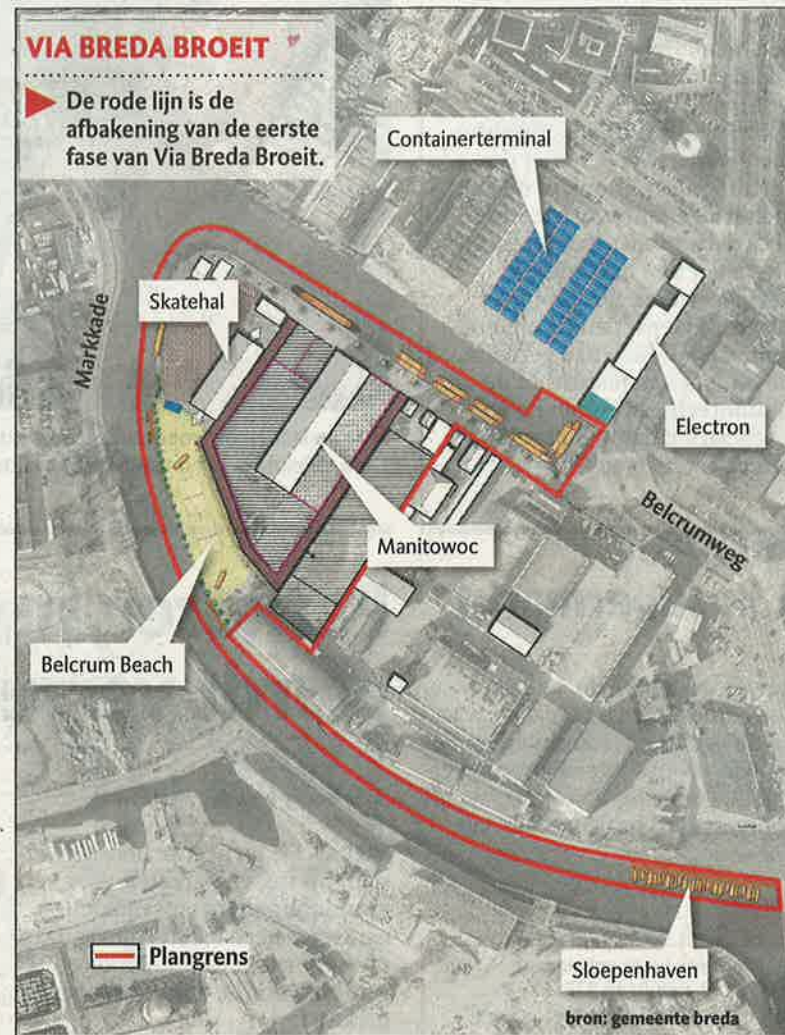 VIA BREDA BROEIT
De rode lijn is de
afbakening van de eerste
fase van Via Breda Broeit.
Containerterminal
Skatehal
Markkade
Electron
Belcrumweg
Manitowoc
Belcrum Beach
Plangrens
Sloepenhaven
bron: gemeente breda